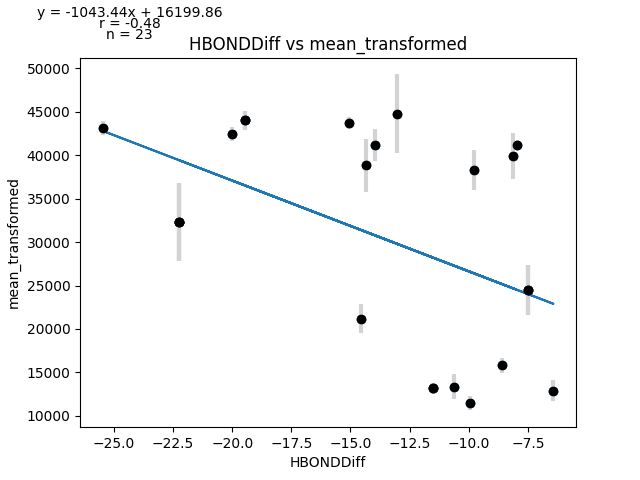 y = -1043.44x + 16199.86
r = -0.48
n = 23
HBONDDiff vs mean_transformed
50000
45000
40000
35000
30000
25000
20000
15000
10000
mean_transformed
−25.0 −22.5 −20.0 −17.5 −15.0 −12.5 −10.0 −7.5
HBONDDiff